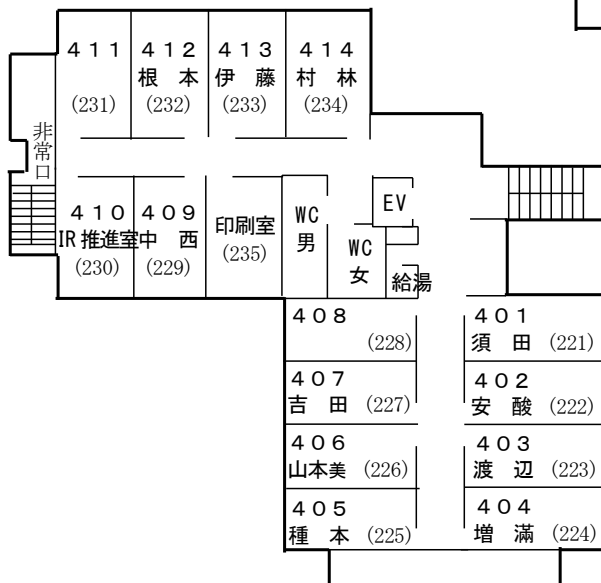 411
(231)
412
根 本
(232)
413
伊 藤
(233)
414
村 林
(234)
非常口
410
IR推進室
(230)
409
中 西
(229)
印刷室
(235)
WC
男
WC
女
EV
給湯
408
(228)
401
須 田 (221)
407
吉 田 (227)
402
安 酸 (222)
406
山本美 (226)
403
渡 辺 (223)
405
種 本 (225)
404
増 滿 (224)